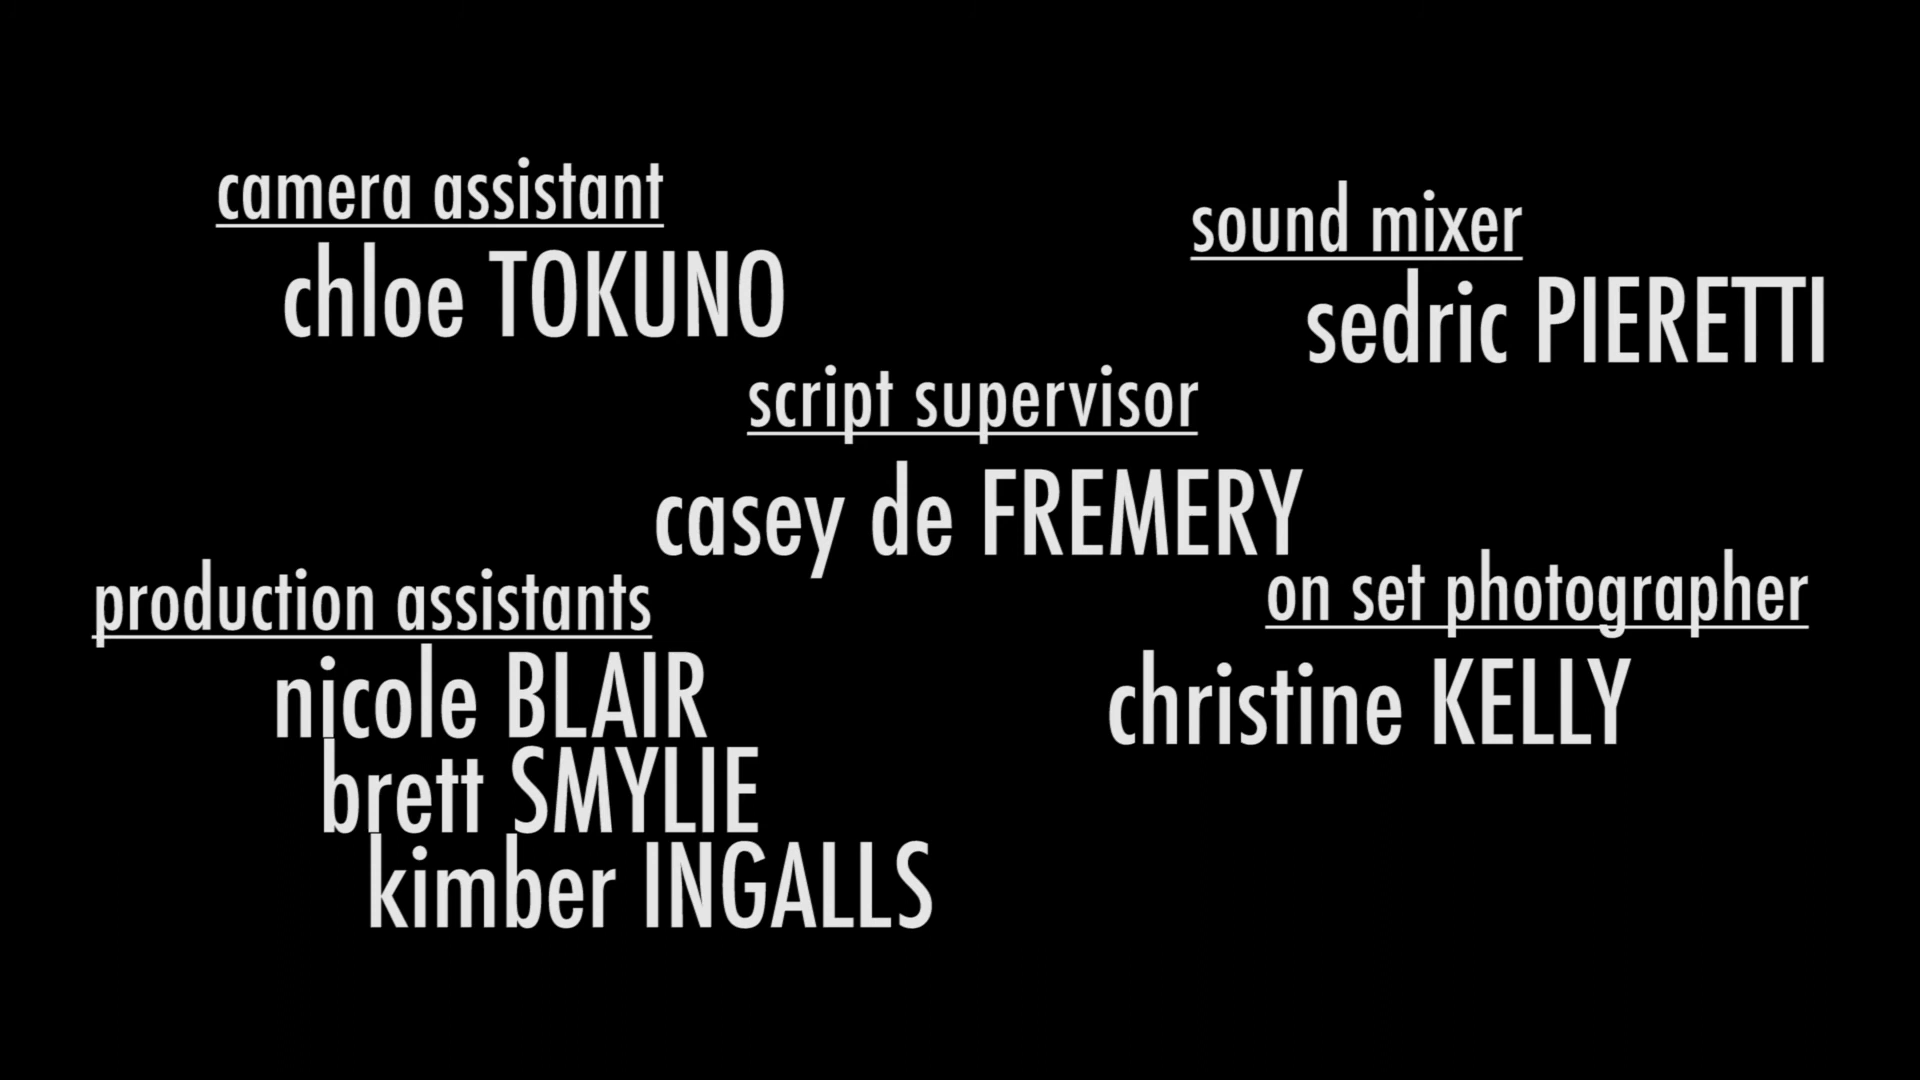 camera assistant
chloe TOKUNO
sound mixer
sedric PIERETTI
script supervisor
casey de FREMERY
production assistants
nicole BLAIR
brett SMYLIE
kimber INGALLS
on set photographer
christine KELLY